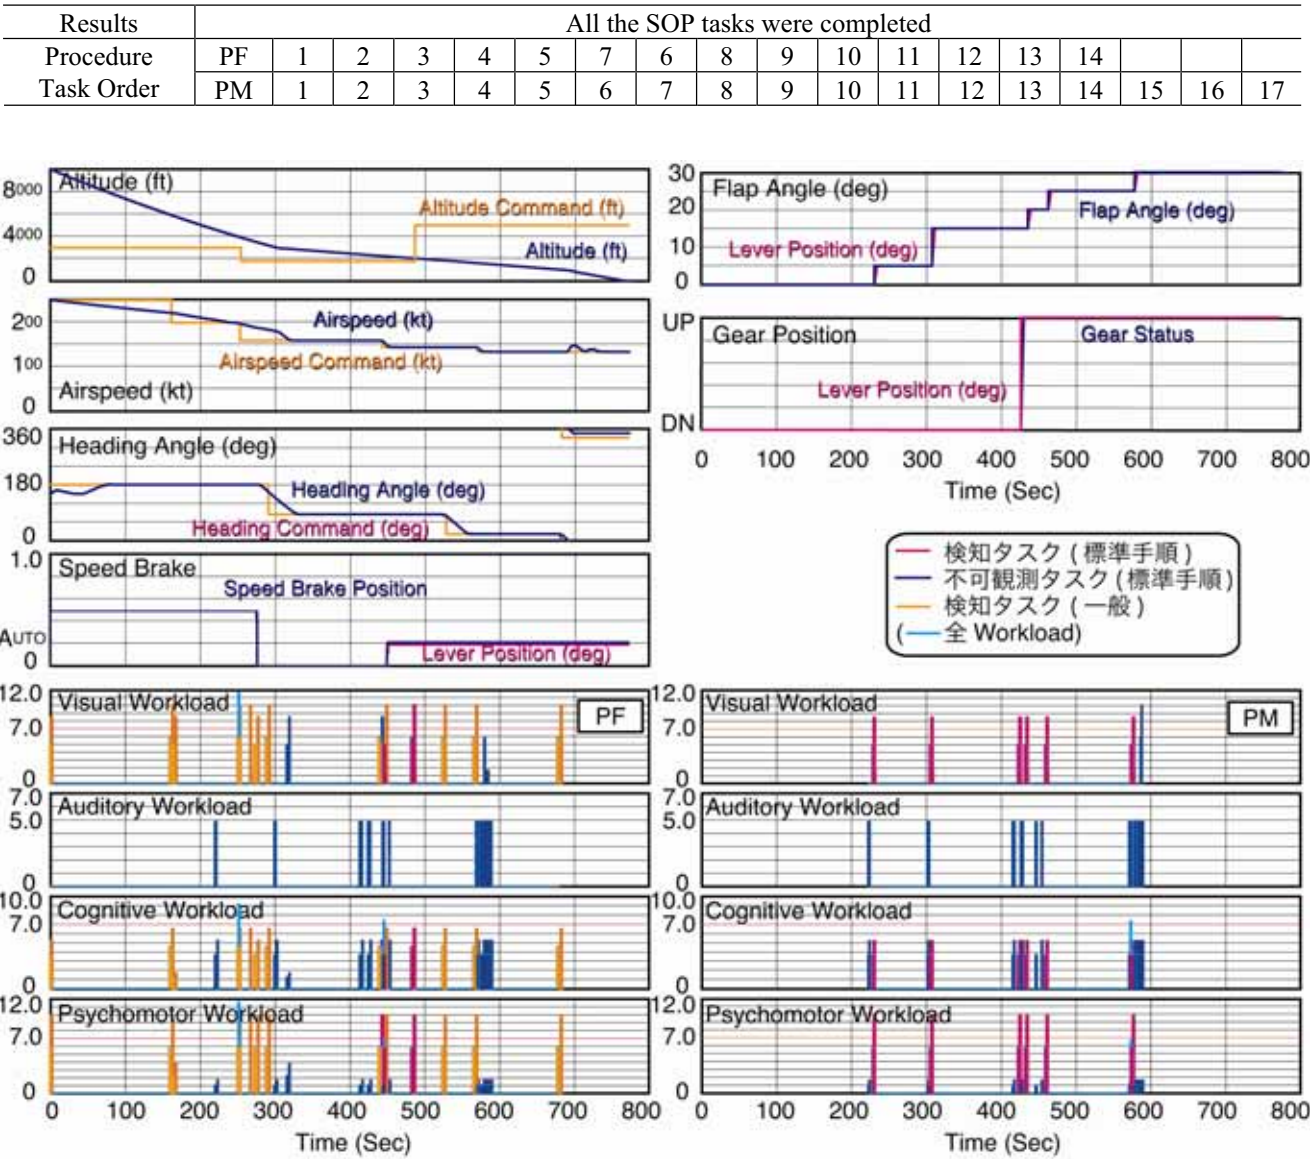 Results All the SOP tasks were completed
Procedure Task Order PF 1 2 3 4 5 7 6 8 9 10 11 12 13 14
PM 1 2 3 4 5 6 7 8 9 10 11 12 13 14 15 16 17
Altitude (ft)
8000
4000
0
Altitude Command (ft)
Altitude (ft)
200
100
0
Airspeed (kt)
Airspeed Command (kt)
Airspeed (kt)
360
180
0
Heading Angle (deg)
Heading Angle (deg)
Heading Command (deg)
1.0
AUTO
0
Speed Brake
Speed Brake Position
Lever Position (deg)
30
20
10
0
Flap Angle (deg)
Flap Angle (deg)
Lever Position (deg)
UP
DN
Gear Position
Gear Status
Lever Position (deg)
0 100 200 300 400 500 600 700 800
Time (Sec)
検知タスク ( 標準手順 )
不可観測タスク ( 標準手順 )
検知タスク ( 一般 )
( 全 Workload)
12.0
7.0
0
Visual Workload
PF
7.0
5.0
0
Auditory Workload
10.0
7.0
0
Cognitive Workload
12.0
7.0
0
Psychomotor Workload
0 100 200 300 400 500 600 700 800
Time (Sec)
12.0
7.0
0
Visual Workload
PM
7.0
5.0
0
Auditory Workload
10.0
7.0
0
Cognitive Workload
12.0
7.0
0
Psychomotor Workload
0 100 200 300 400 500 600 700 800
Time (Sec)